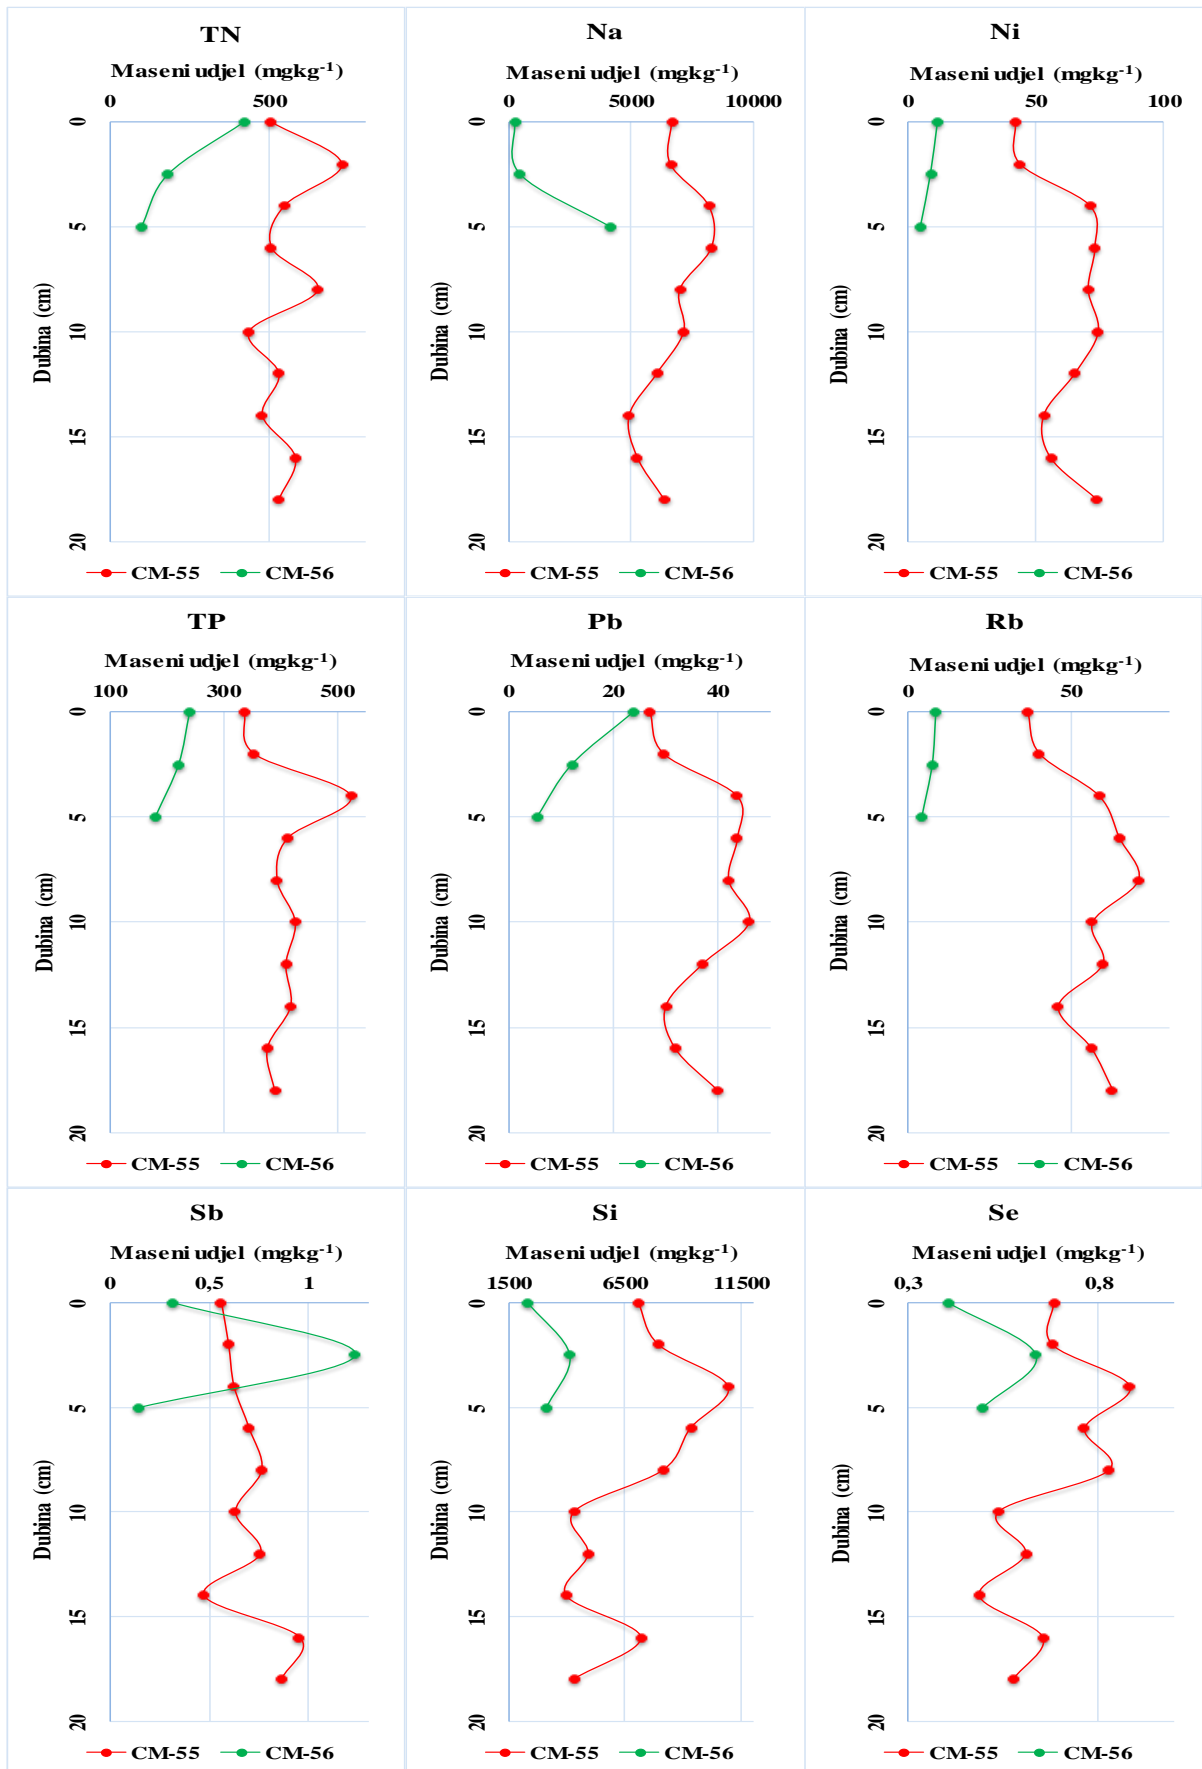 TN
Maseni udjel (mgkg⁻¹)
0 500
0
5
10
15
20
Dubina (cm)
CM-55 CM-56
Na
Maseni udjel (mgkg⁻¹)
0 5000 10000
0
5
10
15
20
Dubina (cm)
CM-55 CM-56
Ni
Maseni udjel (mgkg⁻¹)
0 50 100
0
5
10
15
20
Dubina (cm)
CM-55 CM-56
TP
Maseni udjel (mgkg⁻¹)
100 300 500
0
5
10
15
20
Dubina (cm)
CM-55 CM-56
Pb
Maseni udjel (mgkg⁻¹)
0 20 40
0
5
10
15
20
Dubina (cm)
CM-55 CM-56
Rb
Maseni udjel (mgkg⁻¹)
0 50
0
5
10
15
20
Dubina (cm)
CM-55 CM-56
Sb
Maseni udjel (mgkg⁻¹)
0 0,5 1
0
5
10
15
20
Dubina (cm)
CM-55 CM-56
Si
Maseni udjel (mgkg⁻¹)
1500 6500 11500
0
5
10
15
20
Dubina (cm)
CM-55 CM-56
Se
Maseni udjel (mgkg⁻¹)
0,3 0,8
0
5
10
15
20
Dubina (cm)
CM-55 CM-56